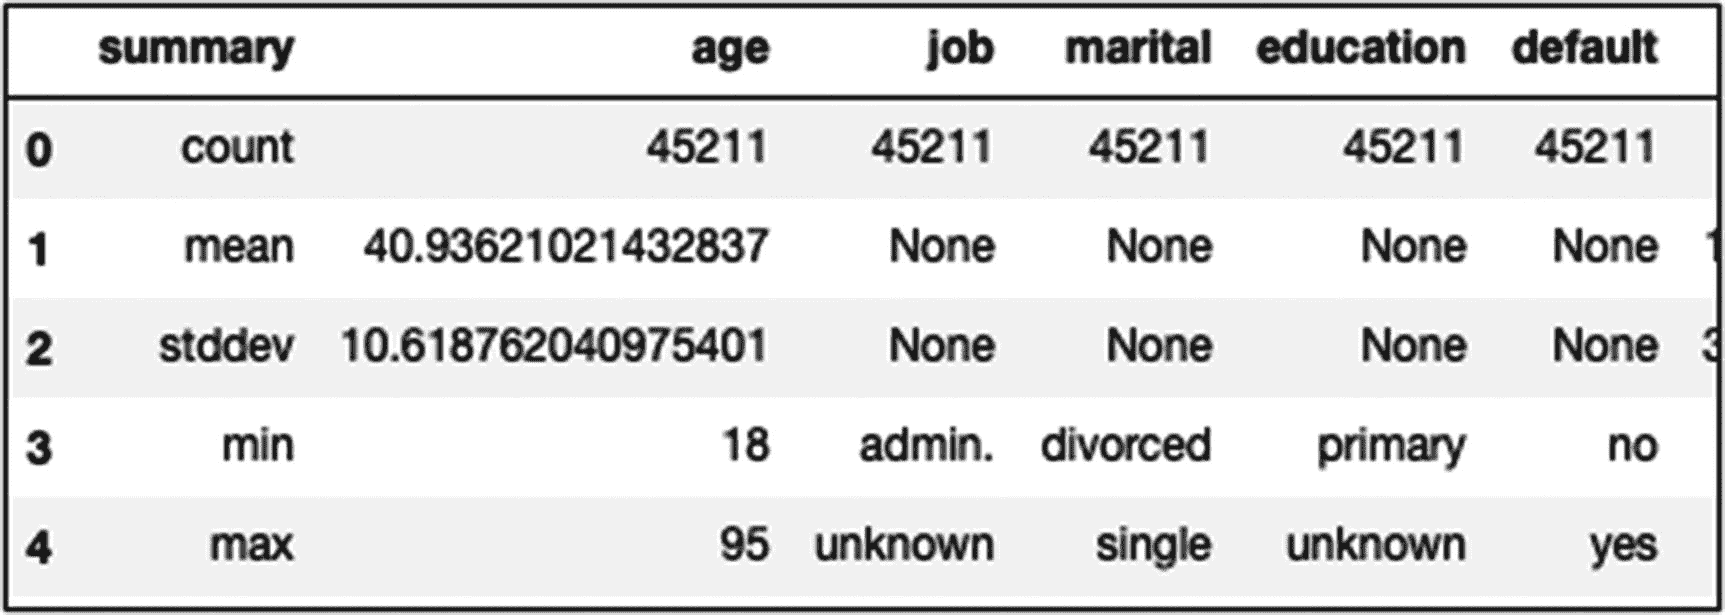 summary age job marital education default
0 count 45211 45211 45211 45211 45211
1 mean 40.93621021432837 None None None None 1
2 stddev 10.618762040975401 None None None None 3
3 min 18 admin. divorced primary no
4 max 95 unknown single unknown yes